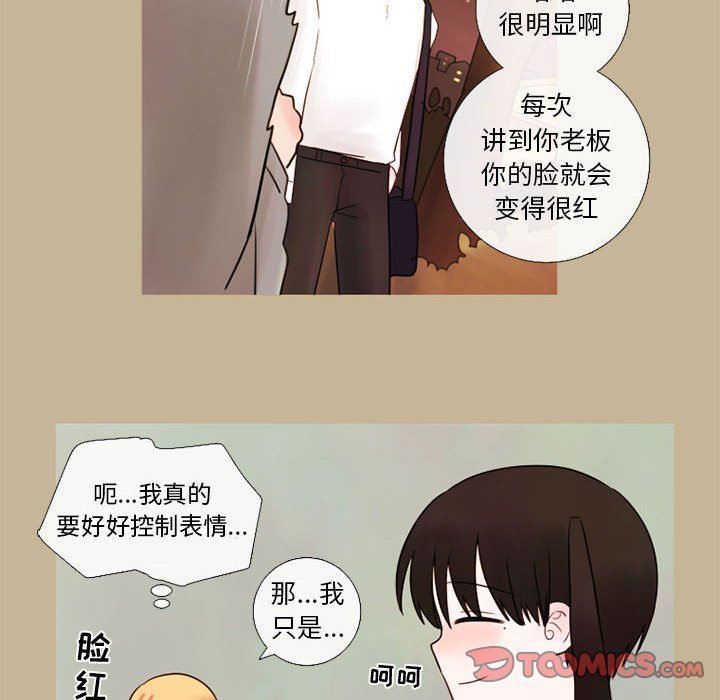 很明显啊
每次
讲到你老板
你的脸就会
变得很红
呃...我真的
要好好控制表情...
那...我
只是...
脸
红
呵呵
TOOMICS.COM